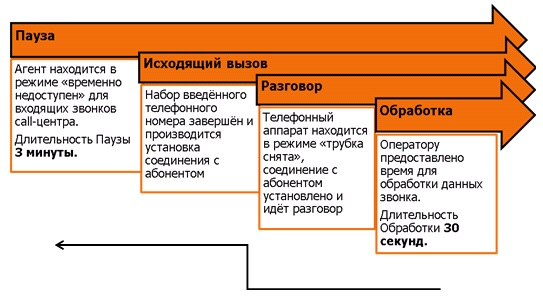 Пауза
Агент находится в
режиме «временно
недоступен» для
входящих звонков
call-центра.
Длительность Паузы
3 минуты.
Исходящий вызов
Набор введённого
телефонного
номера завершён и
производится
установка
соединения с
абонентом
Разговор
Телефонный
аппарат находится
в режиме «трубка
снята»,
соединение с
абонентом
установлено и
идёт разговор
Обработка
Оператору
предоставлено
время для
обработки данных
звонка.
Длительность
Обработки 30
секунд.